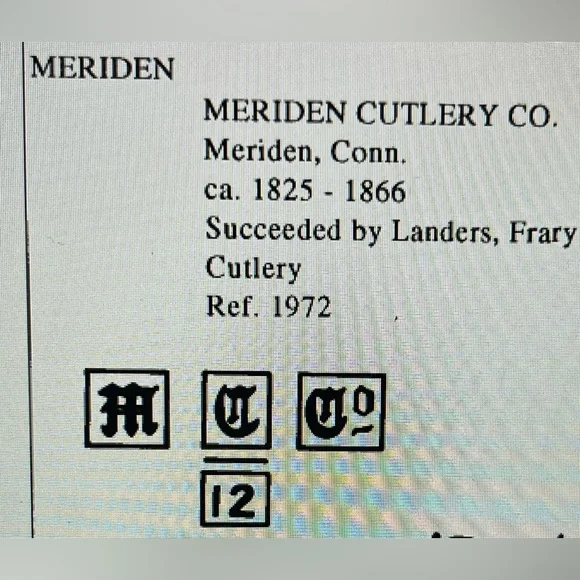 MERIDEN
MERIDEN CUTLERY CO.
Meriden, Conn.
ca. 1825 - 1866
Succeeded by Landers, Frary
Cutlery
Ref. 1972
M C Co
12